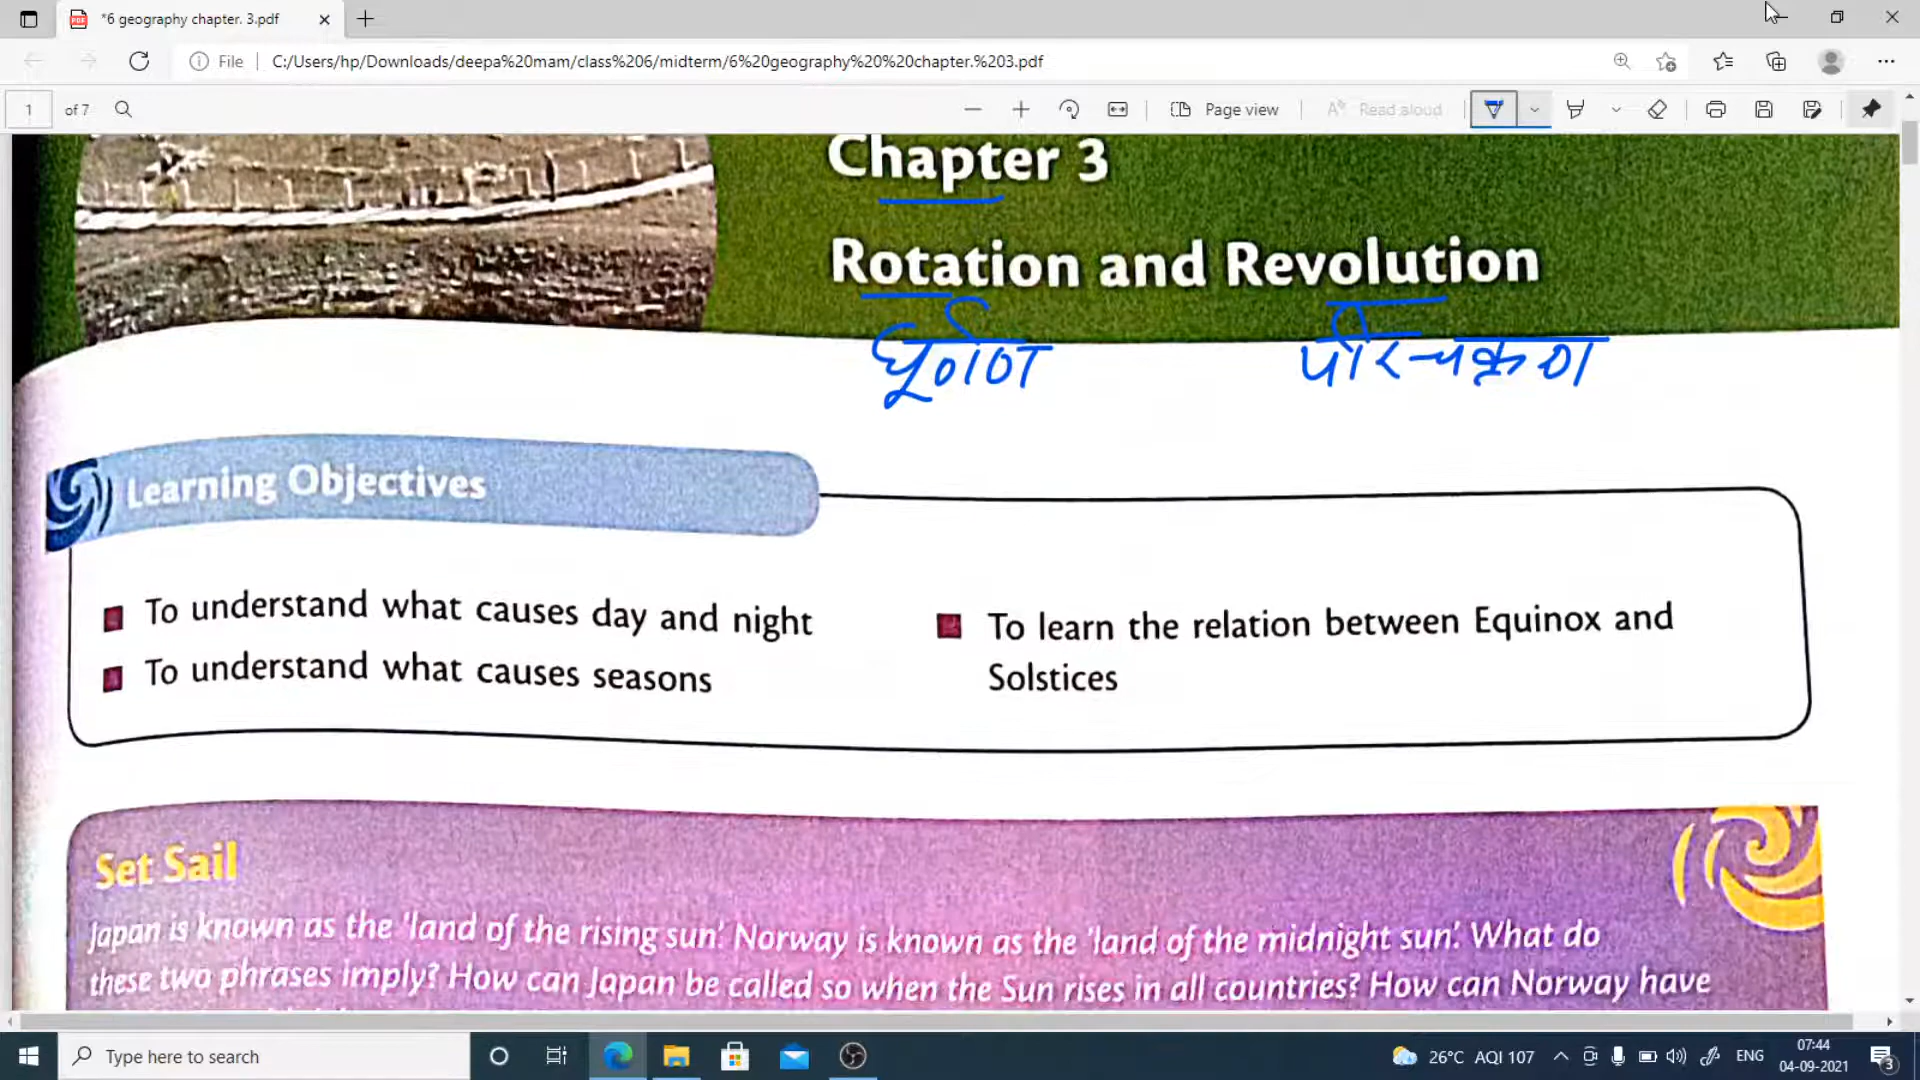 *6 geography chapter. 3.pdf
File
C:/Users/hp/Downloads/deepa%20mam/class%206/midterm/6%20geography%20%20chapter.%203.pdf
1 of 7
Page view
Read aloud
Chapter 3
Rotation and Revolution
घूर्णन
Learning Objectives
To understand what causes day and night
To understand what causes seasons
To learn the relation between Equinox and
Solstices
Set Sail
Japan is known as the 'land of the rising sun'. Norway is known as the 'land of the midnight sun'. What do
these two phrases imply? How can Japan be called so when the Sun rises in all countries? How can Norway have
Type here to search
26°C AQI 107
ENG
07:44
04-09-2021
3